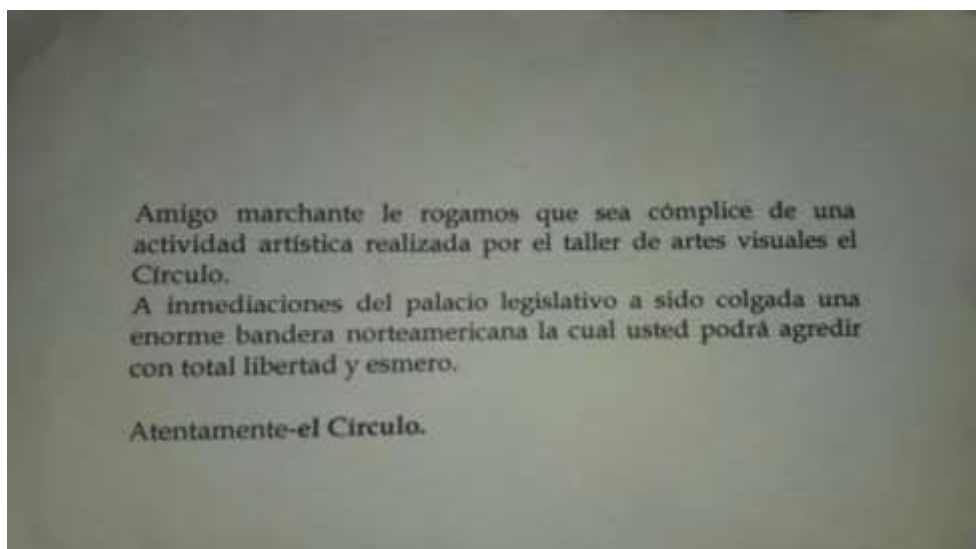 Amigo marchante le rogamos que sea cómplice de una
actividad artística realizada por el taller de artes visuales el
Círculo.
A inmediaciones del palacio legislativo a sido colgada una
enorme bandera norteamericana la cual usted podrá agredir
con total libertad y esmero.
Atentamente-el Círculo.